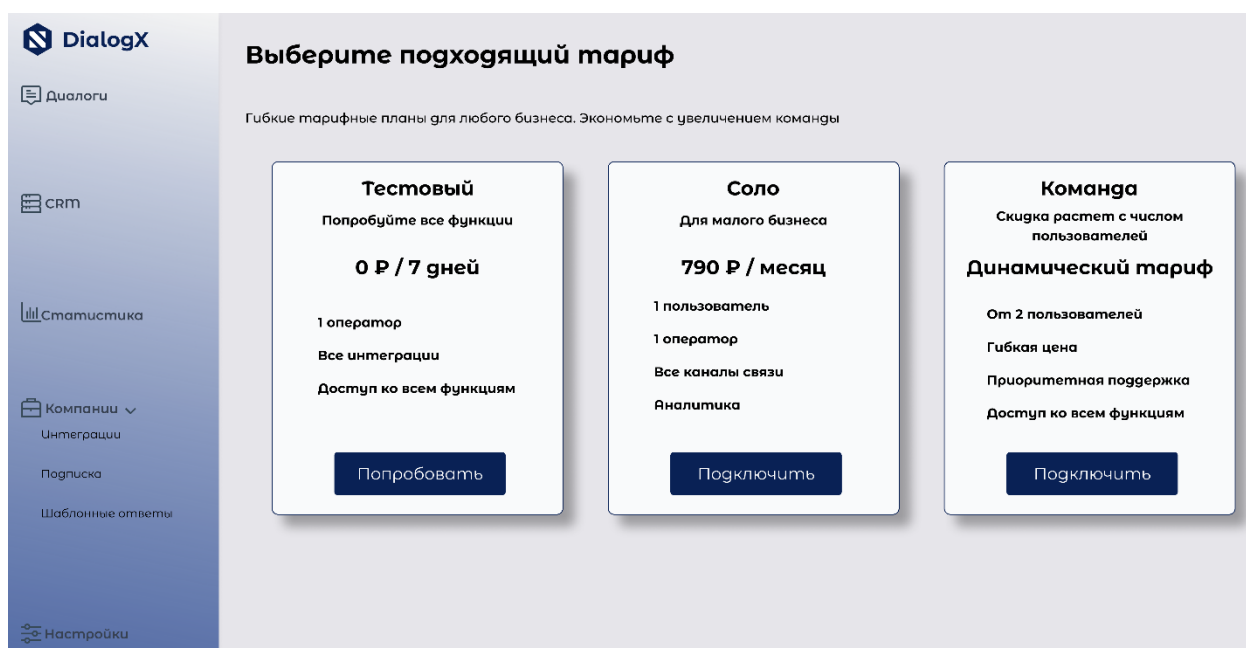 DialogX
Диалоги
CRM
Статистика
Компании
Интеграции
Подписка
Шаблонные ответы
Настройки
Выберите подходящий тариф
Гибкие тарифные планы для любого бизнеса. Экономьте с увеличением команды
Тестовый
Попробуйте все функции
0 ₽ / 7 дней
1 оператор
Все интеграции
Доступ ко всем функциям
Попробовать
Соло
Для малого бизнеса
790 ₽ / месяц
1 пользователь
1 оператор
Все каналы связи
Аналитика
Подключить
Команда
Скидка растет с числом
пользователей
Динамический тариф
От 2 пользователей
Гибкая цена
Приоритетная поддержка
Доступ ко всем функциям
Подключить